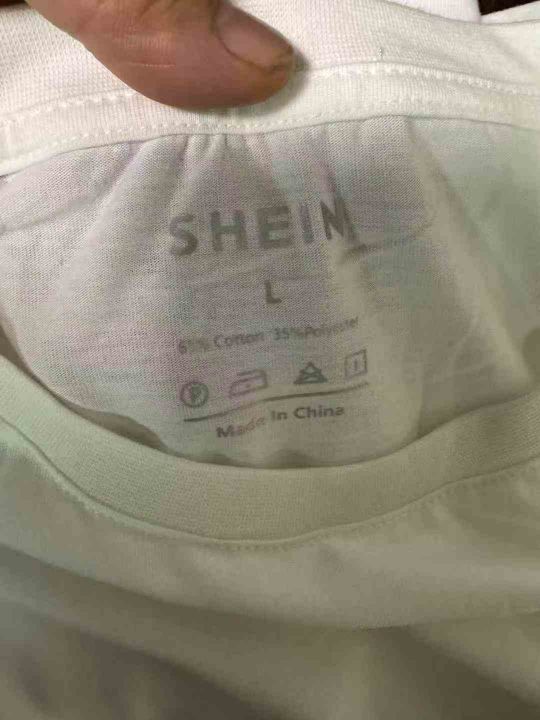 SHEIN
L
65% Cotton 35%Polyester
P
Made In China